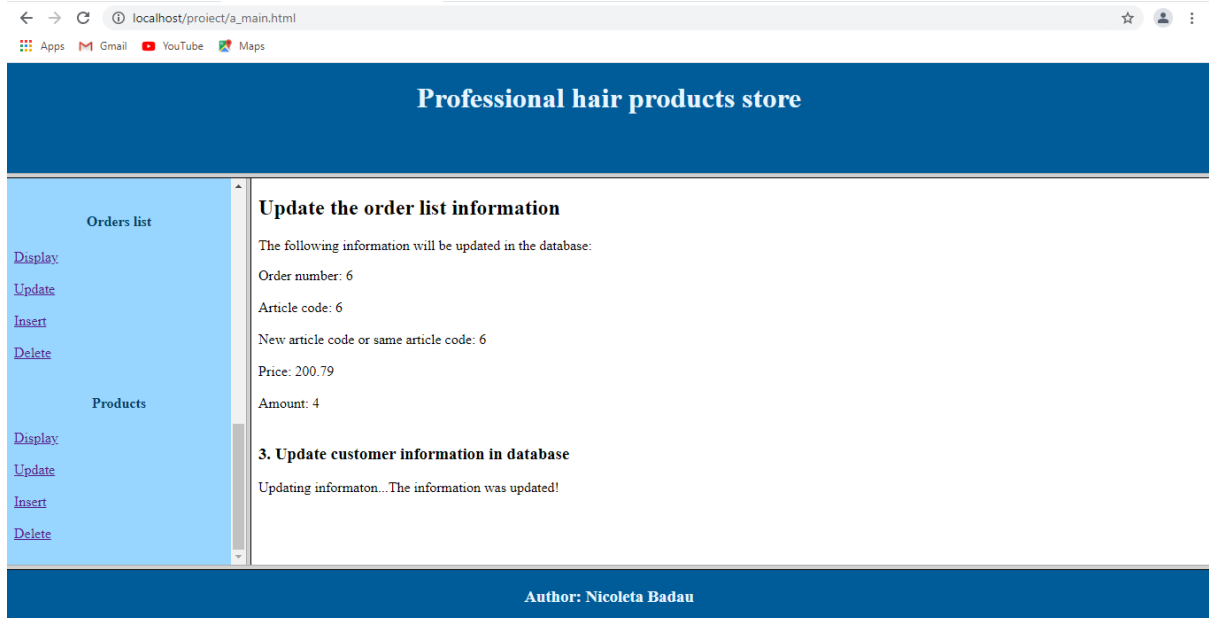 localhost/proiect/a_main.html
Apps Gmail YouTube Maps
Professional hair products store
Orders list
Display
Update
Insert
Delete
Products
Display
Update
Insert
Delete
Update the order list information
The following information will be updated in the database:
Order number: 6
Article code: 6
New article code or same article code: 6
Price: 200.79
Amount: 4
3. Update customer information in database
Updating informaton...The information was updated!
Author: Nicoleta Badau